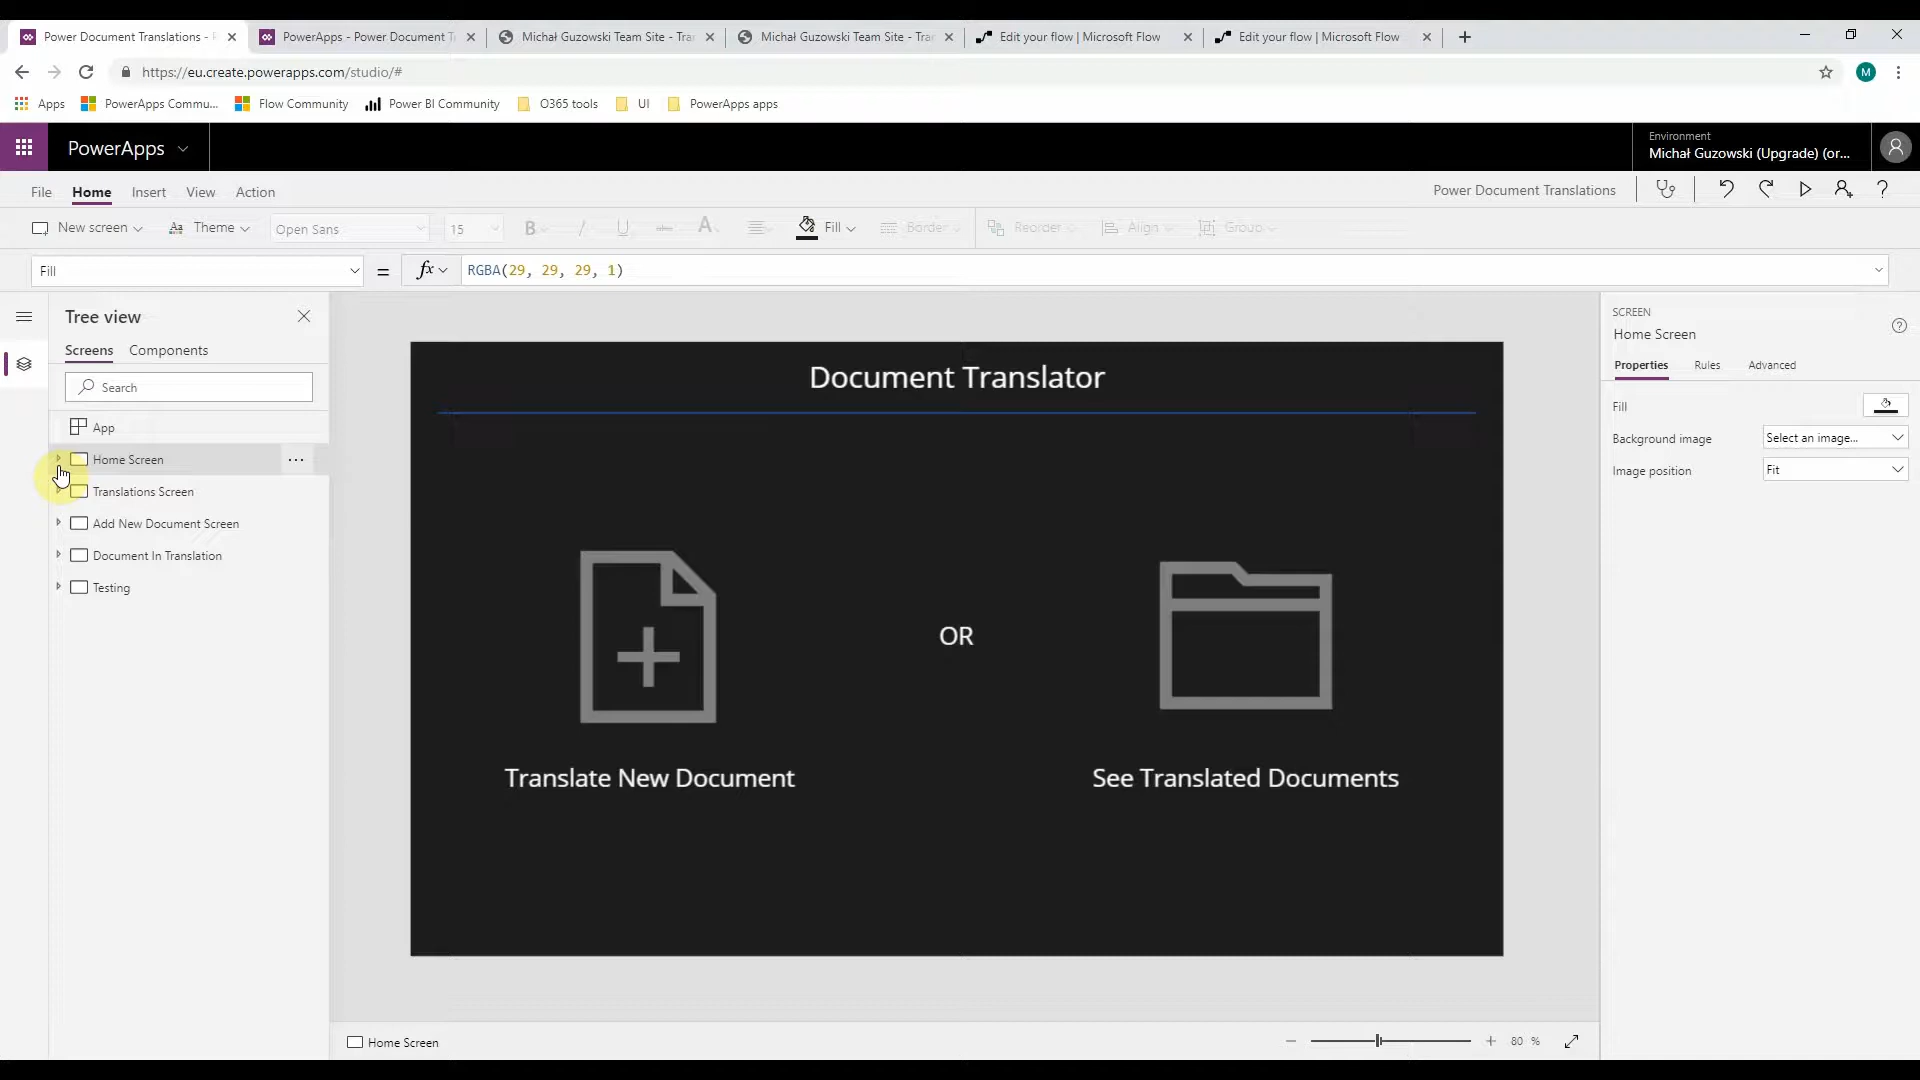 Power Document Translations -
PowerApps - Power Document T
Michał Guzowski Team Site - Tra
Michał Guzowski Team Site - Tra
Edit your flow | Microsoft Flow
Edit your flow | Microsoft Flow
https://eu.create.powerapps.com/studio/#
M
Apps
PowerApps Commu...
Flow Community
Power BI Community
O365 tools
UI
PowerApps apps
PowerApps
Environment
Michał Guzowski (Upgrade) (or...
File
Home
Insert
View
Action
Power Document Translations
New screen
Theme
Open Sans
15
B
Fill
Border
Reorder
Align
Group
Fill
=
fx
RGBA(29, 29, 29, 1)
Tree view
Screens
Components
Search
App
Home Screen
Translations Screen
Add New Document Screen
Document In Translation
Testing
Document Translator
OR
Translate New Document
See Translated Documents
SCREEN
Home Screen
Properties
Rules
Advanced
Fill
Background image
Select an image...
Image position
Fit
Home Screen
80 %